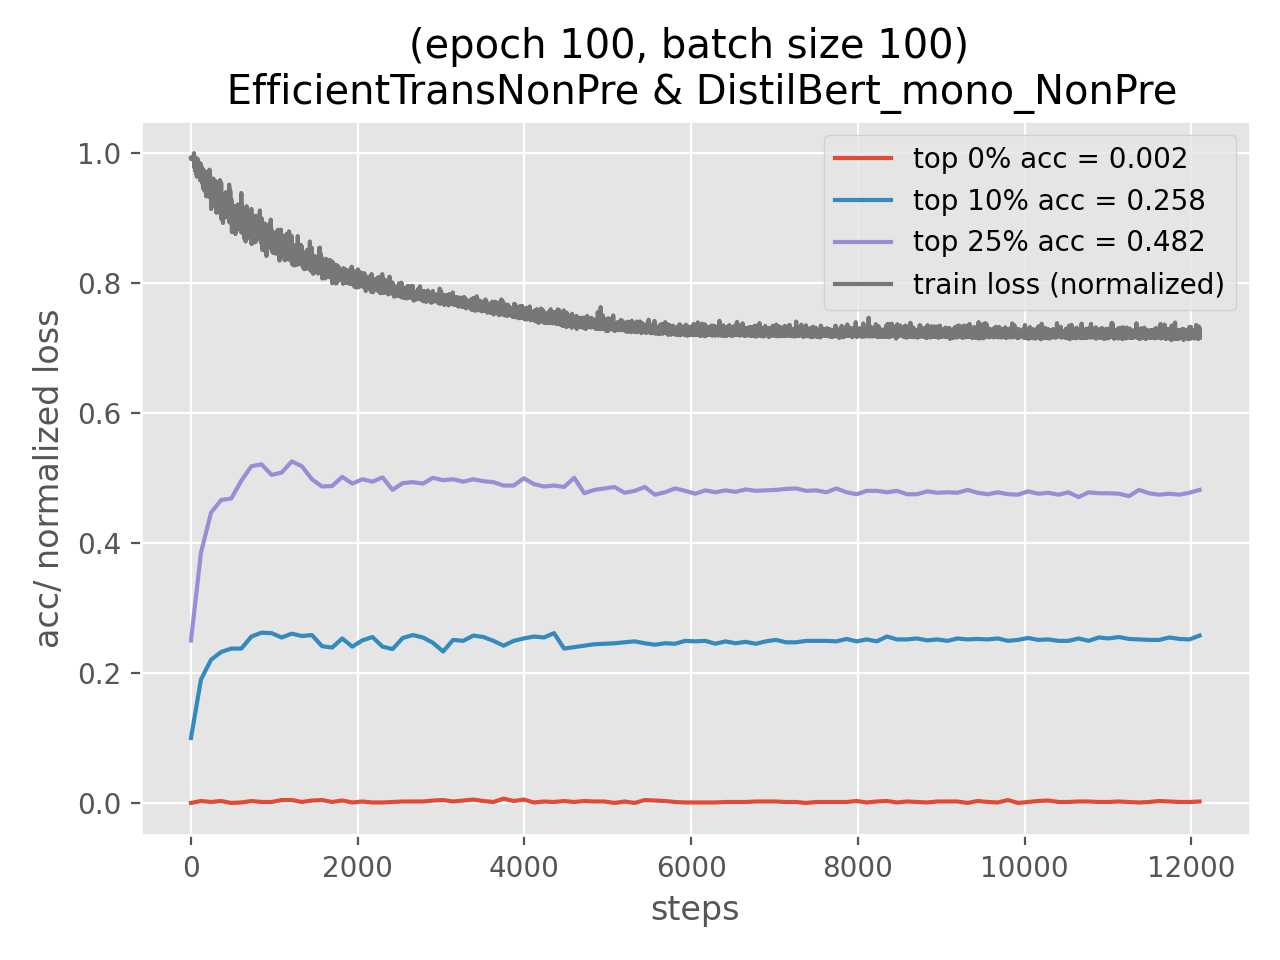 (epoch 100, batch size 100)
EfficientTransNonPre & DistilBert_mono_NonPre
top 0% acc = 0.002
top 10% acc = 0.258
top 25% acc = 0.482
train loss (normalized)
acc/ normalized loss
1.0
0.8
0.6
0.4
0.2
0.0
0 2000 4000 6000 8000 10000 12000
steps